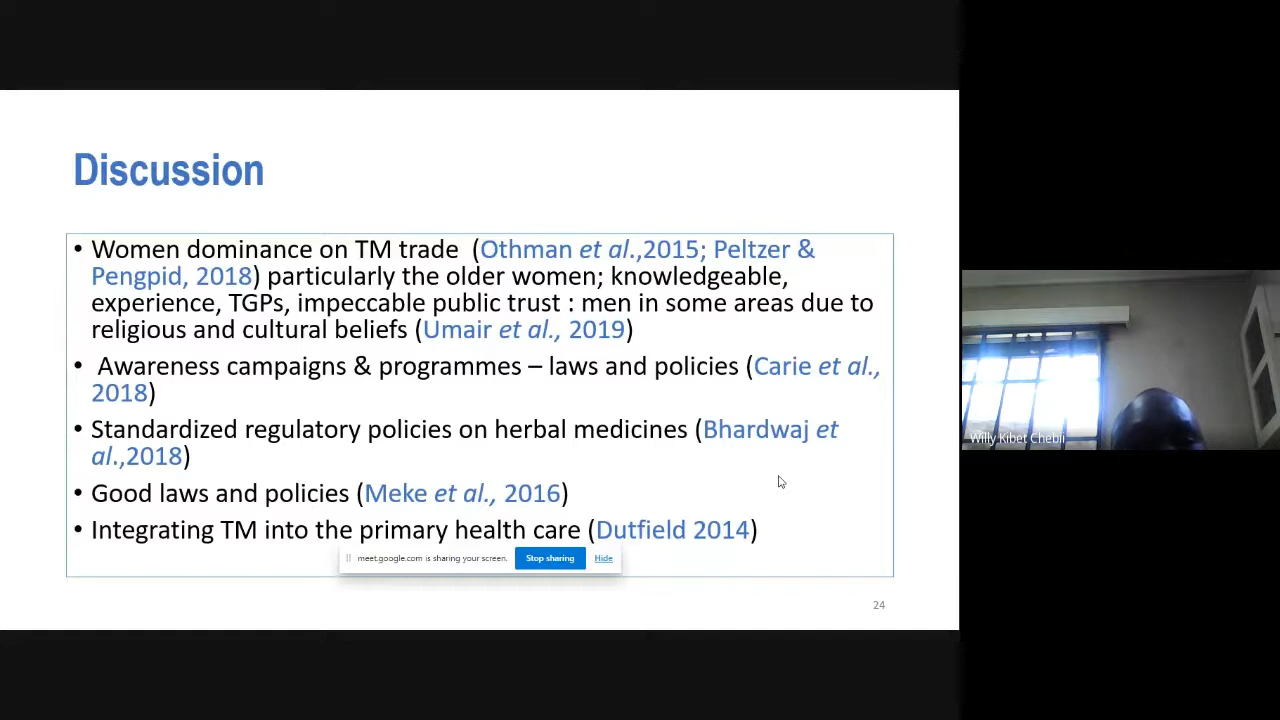 Discussion
• Women dominance on TM trade (Othman et al.,2015; Peltzer &
Pengpid, 2018) particularly the older women; knowledgeable,
experience, TGPs, impeccable public trust : men in some areas due to
religious and cultural beliefs (Umair et al., 2019)
• Awareness campaigns & programmes – laws and policies (Carie et al.,
2018)
• Standardized regulatory policies on herbal medicines (Bhardwaj et
al.,2018)
• Good laws and policies (Meke et al., 2016)
• Integrating TM into the primary health care (Dutfield 2014)
meet.google.com is sharing your screen. Stop sharing Hide
24
Willy Kibet Chebii